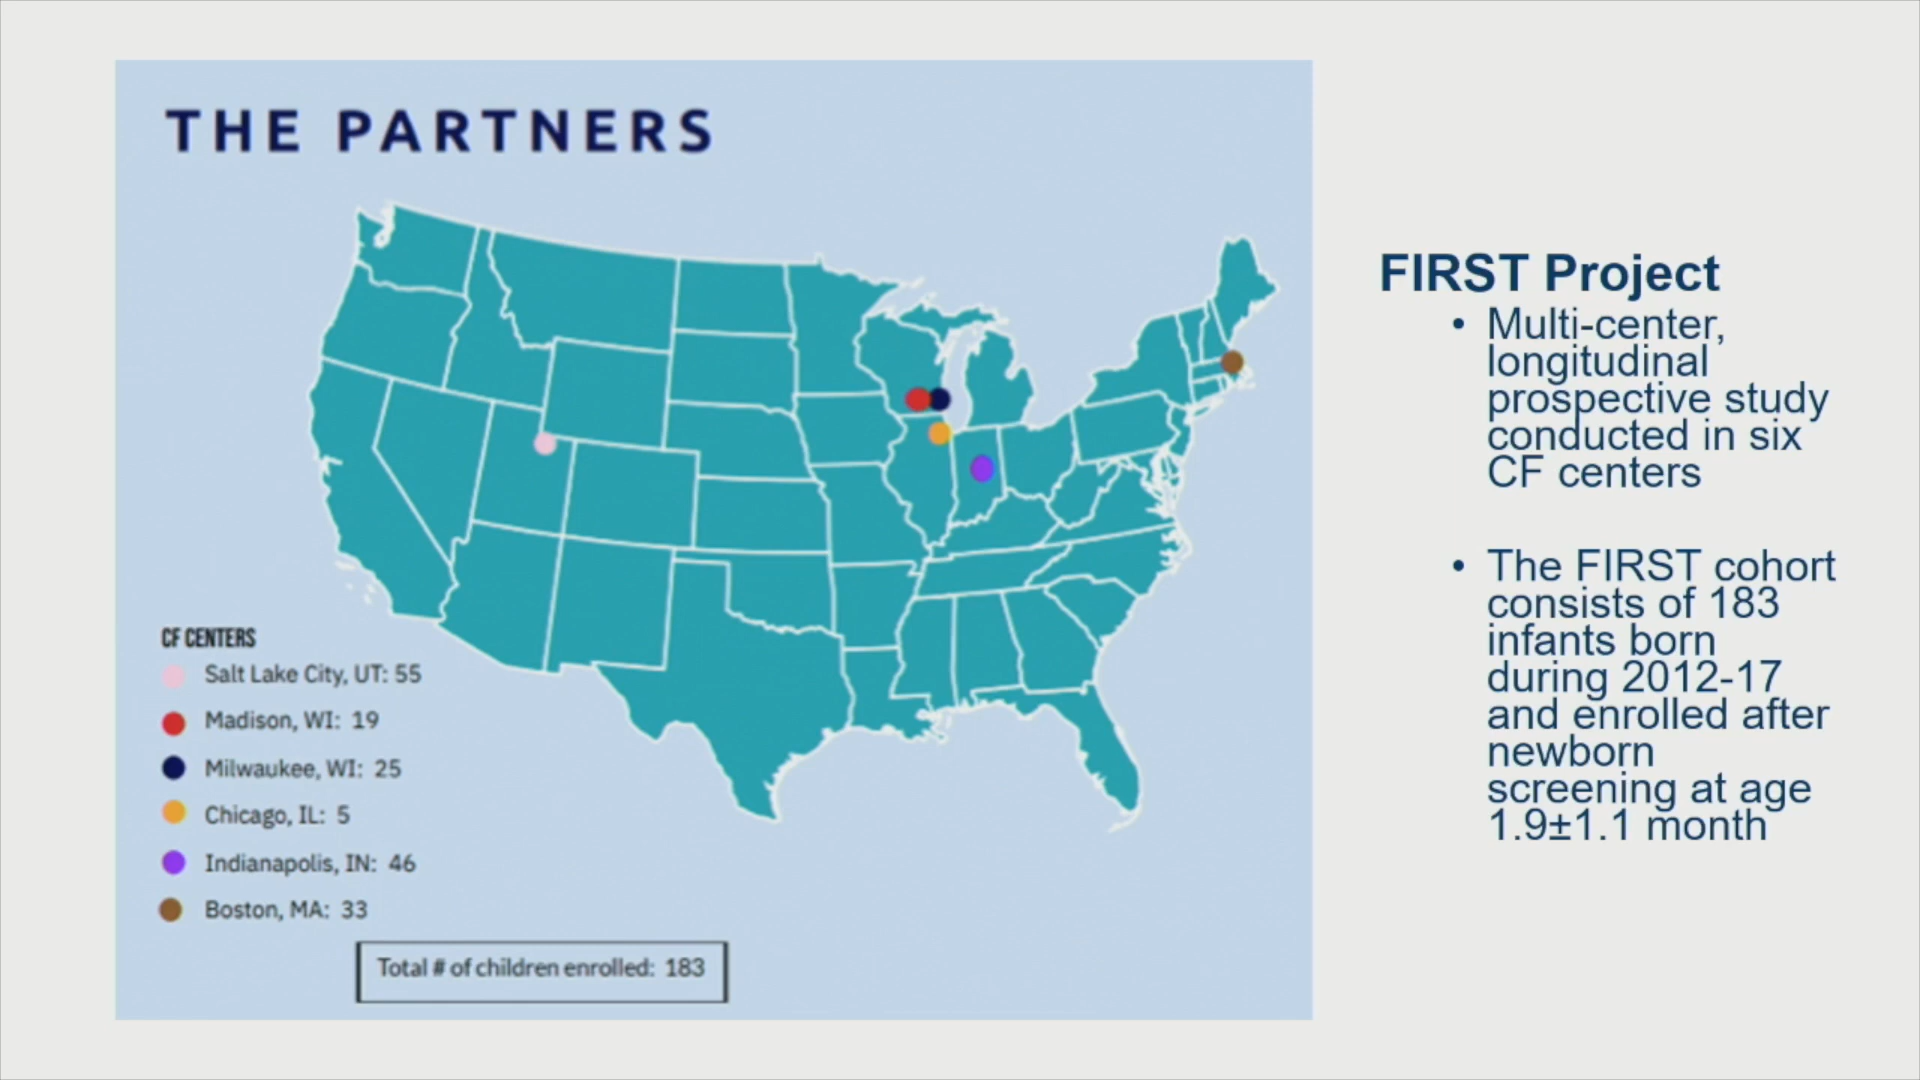 THE PARTNERS
CF CENTERS
Salt Lake City, UT: 55
Madison, WI: 19
Milwaukee, WI: 25
Chicago, IL: 5
Indianapolis, IN: 46
Boston, MA: 33
Total # of children enrolled: 183
FIRST Project
• Multi-center,
longitudinal
prospective study
conducted in six
CF centers
• The FIRST cohort
consists of 183
infants born
during 2012-17
and enrolled after
newborn
screening at age
1.9±1.1 month